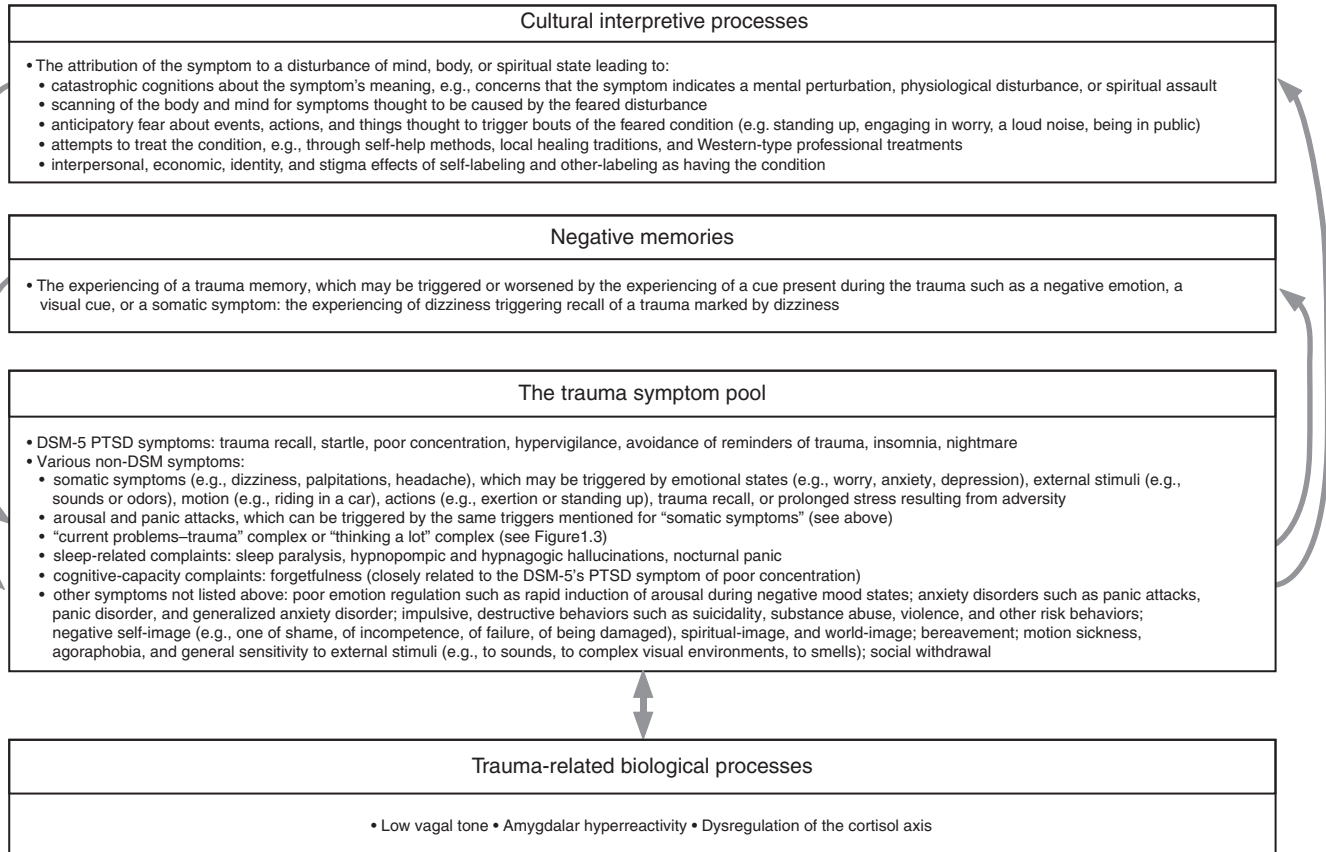 Cultural interpretive processes
• The attribution of the symptom to a disturbance of mind, body, or spiritual state leading to:
• catastrophic cognitions about the symptom's meaning, e.g., concerns that the symptom indicates a mental perturbation, physiological disturbance, or spiritual assault
• scanning of the body and mind for symptoms thought to be caused by the feared disturbance
• anticipatory fear about events, actions, and things thought to trigger bouts of the feared condition (e.g. standing up, engaging in worry, a loud noise, being in public)
• attempts to treat the condition, e.g., through self-help methods, local healing traditions, and Western-type professional treatments
• interpersonal, economic, identity, and stigma effects of self-labeling and other-labeling as having the condition
Negative memories
• The experiencing of a trauma memory, which may be triggered or worsened by the experiencing of a cue present during the trauma such as a negative emotion, a
visual cue, or a somatic symptom: the experiencing of dizziness triggering recall of a trauma marked by dizziness
The trauma symptom pool
• DSM-5 PTSD symptoms: trauma recall, startle, poor concentration, hypervigilance, avoidance of reminders of trauma, insomnia, nightmare
• Various non-DSM symptoms:
• somatic symptoms (e.g., dizziness, palpitations, headache), which may be triggered by emotional states (e.g., worry, anxiety, depression), external stimuli (e.g.,
sounds or odors), motion (e.g., riding in a car), actions (e.g., exertion or standing up), trauma recall, or prolonged stress resulting from adversity
• arousal and panic attacks, which can be triggered by the same triggers mentioned for “somatic symptoms” (see above)
• “current problems–trauma” complex or “thinking a lot” complex (see Figure1.3)
• sleep-related complaints: sleep paralysis, hypnopompic and hypnagogic hallucinations, nocturnal panic
• cognitive-capacity complaints: forgetfulness (closely related to the DSM-5's PTSD symptom of poor concentration)
• other symptoms not listed above: poor emotion regulation such as rapid induction of arousal during negative mood states; anxiety disorders such as panic attacks,
panic disorder, and generalized anxiety disorder; impulsive, destructive behaviors such as suicidality, substance abuse, violence, and other risk behaviors;
negative self-image (e.g., one of shame, of incompetence, of failure, of being damaged), spiritual-image, and world-image; bereavement; motion sickness,
agoraphobia, and general sensitivity to external stimuli (e.g., to sounds, to complex visual environments, to smells); social withdrawal
Trauma-related biological processes
• Low vagal tone • Amygdalar hyperreactivity • Dysregulation of the cortisol axis